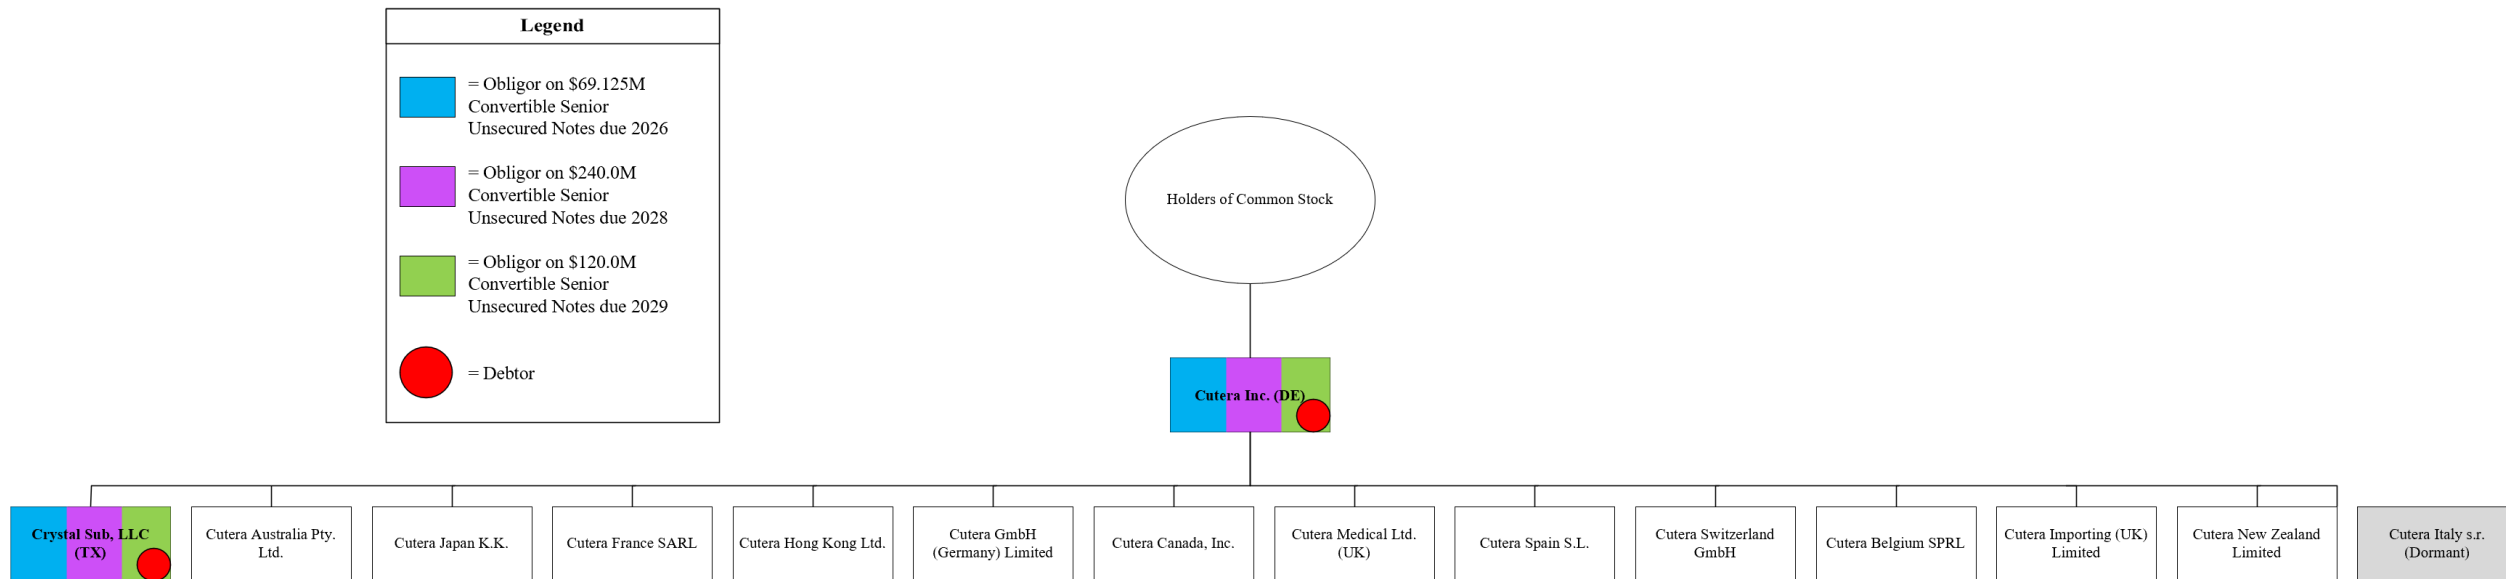 Legend
= Obligor on $69.125M
Convertible Senior
Unsecured Notes due 2026
= Obligor on $240.0M
Convertible Senior
Unsecured Notes due 2028
= Obligor on $120.0M
Convertible Senior
Unsecured Notes due 2029
= Debtor
Holders of Common Stock
Cutera Inc. (DE)
Crystal Sub, LLC
(TX)
Cutera Australia Pty.
Ltd.
Cutera Japan K.K.
Cutera France SARL
Cutera Hong Kong Ltd.
Cutera GmbH
(Germany) Limited
Cutera Canada, Inc.
Cutera Medical Ltd.
(UK)
Cutera Spain S.L.
Cutera Switzerland
GmbH
Cutera Belgium SPRL
Cutera Importing (UK)
Limited
Cutera New Zealand
Limited
Cutera Italy s.r.
(Dormant)